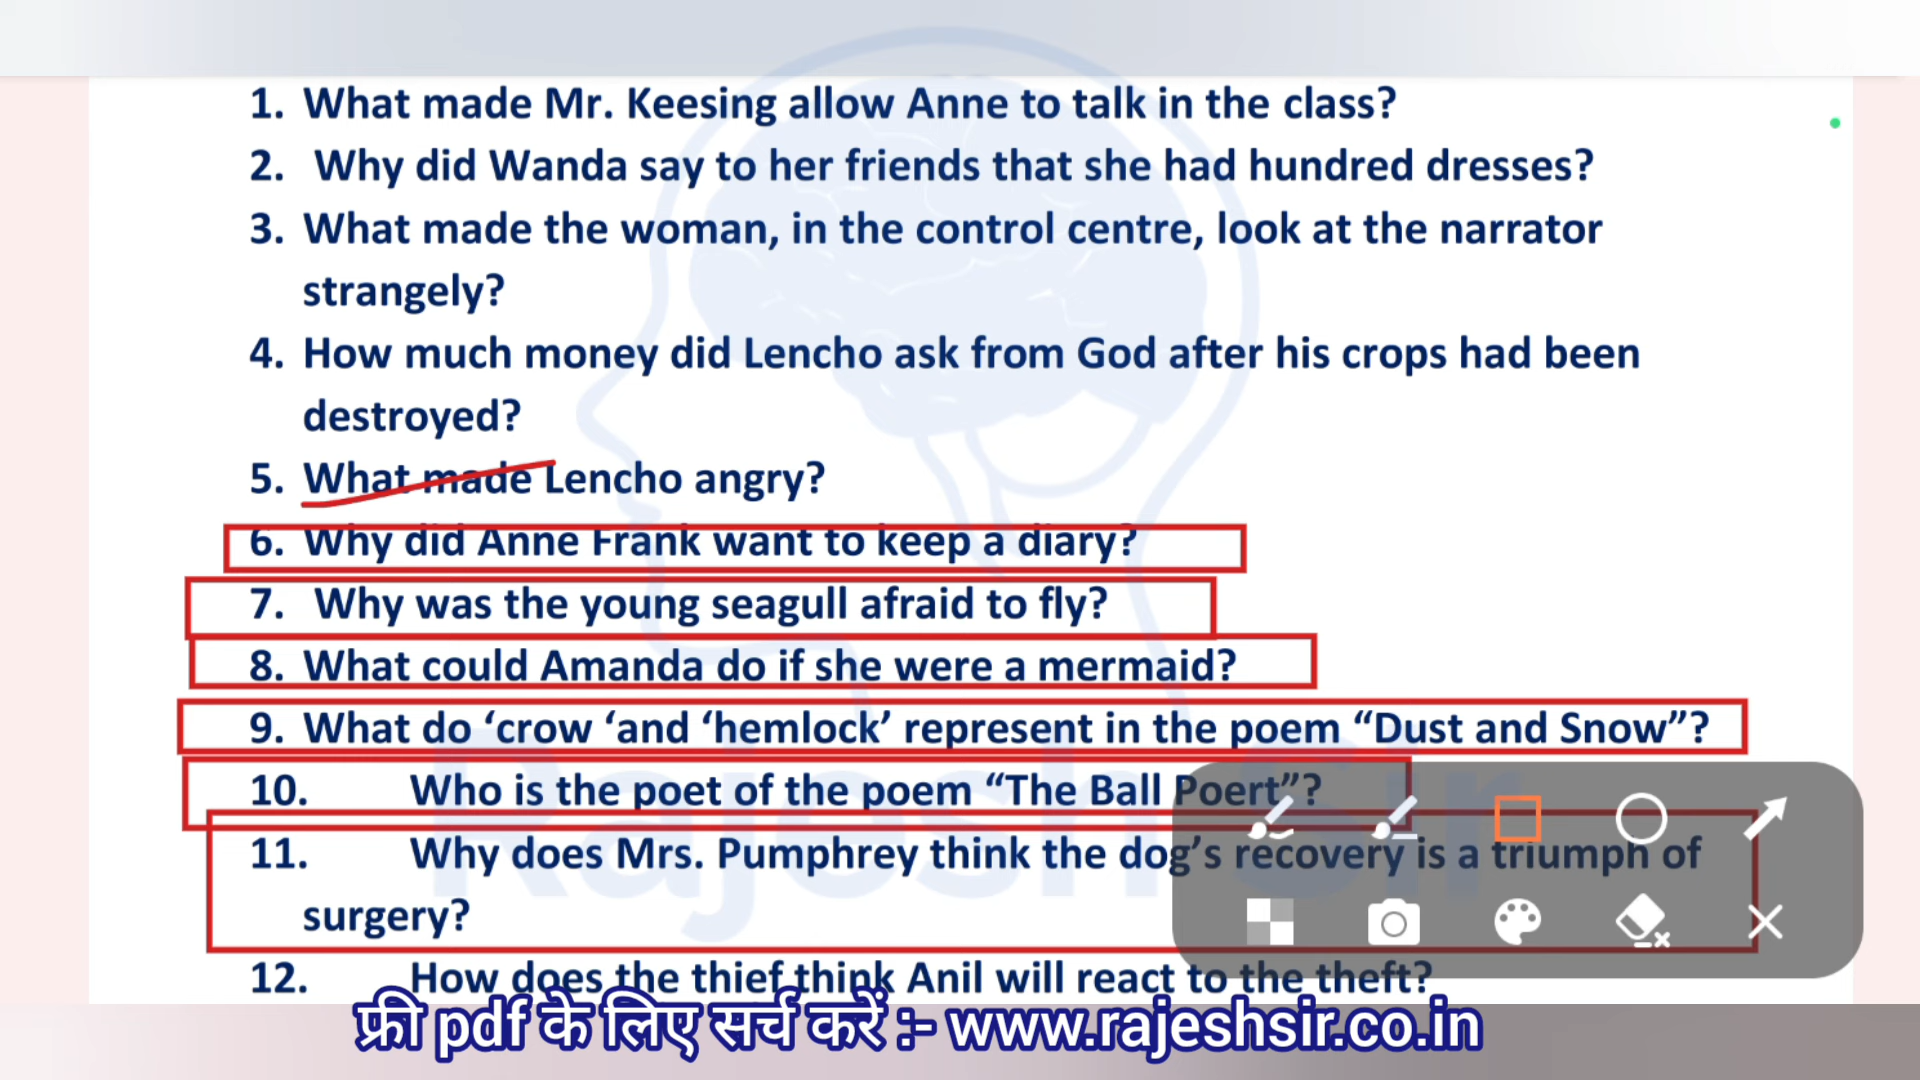 1. What made Mr. Keesing allow Anne to talk in the class?
2. Why did Wanda say to her friends that she had hundred dresses?
3. What made the woman, in the control centre, look at the narrator
strangely?
4. How much money did Lencho ask from God after his crops had been
destroyed?
5. What made Lencho angry?
6. Why did Anne Frank want to keep a diary?
7. Why was the young seagull afraid to fly?
8. What could Amanda do if she were a mermaid?
9. What do ‘crow ‘and ‘hemlock’ represent in the poem “Dust and Snow”?
10. Who is the poet of the poem “The Ball Poert”?
11. Why does Mrs. Pumphrey think the dog’s recovery is a triumph of
surgery?
12. How does the thief think Anil will react to the theft?
Rajesh Sir
फ्री pdf के लिए सर्च करें :- www.rajeshsir.co.in